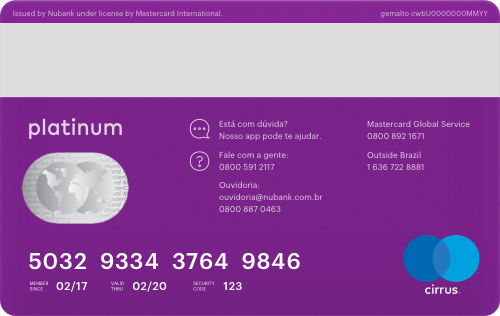 Issued by Nubank under license by Mastercard International.
gemalto cwbU0000000MMYY
platinum
Está com dúvida?
Nosso app pode te ajudar.
Fale com a gente:
0800 591 2117
Ouvidoria:
ouvidoria@nubank.com.br
0800 887 0463
Mastercard Global Service
0800 892 1671
Outside Brazil
1 636 722 8881
5032 9334 3764 9846
MEMBER SINCE 02/17 VALID THRU 02/20 SECURITY CODE 123
cirrus